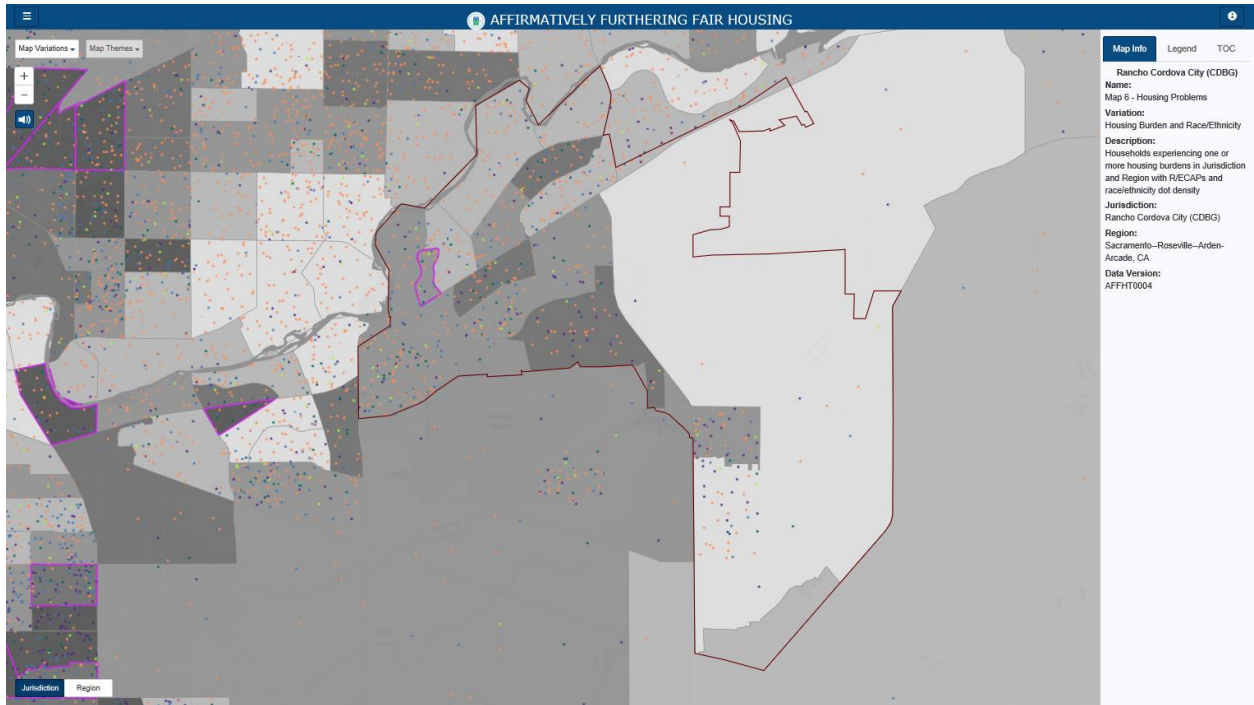 AFFIRMATIVELY FURTHERING FAIR HOUSING
Map Variations
Map Themes
+
−
Jurisdiction
Region
Map Info
Legend
TOC
Rancho Cordova City (CDBG)
Name:
Map 6 - Housing Problems
Variation:
Housing Burden and Race/Ethnicity
Description:
Households experiencing one or
more housing burdens in Jurisdiction
and Region with R/ECAPs and
race/ethnicity dot density
Jurisdiction:
Rancho Cordova City (CDBG)
Region:
Sacramento--Roseville--Arden-
Arcade, CA
Data Version:
AFFHT0004